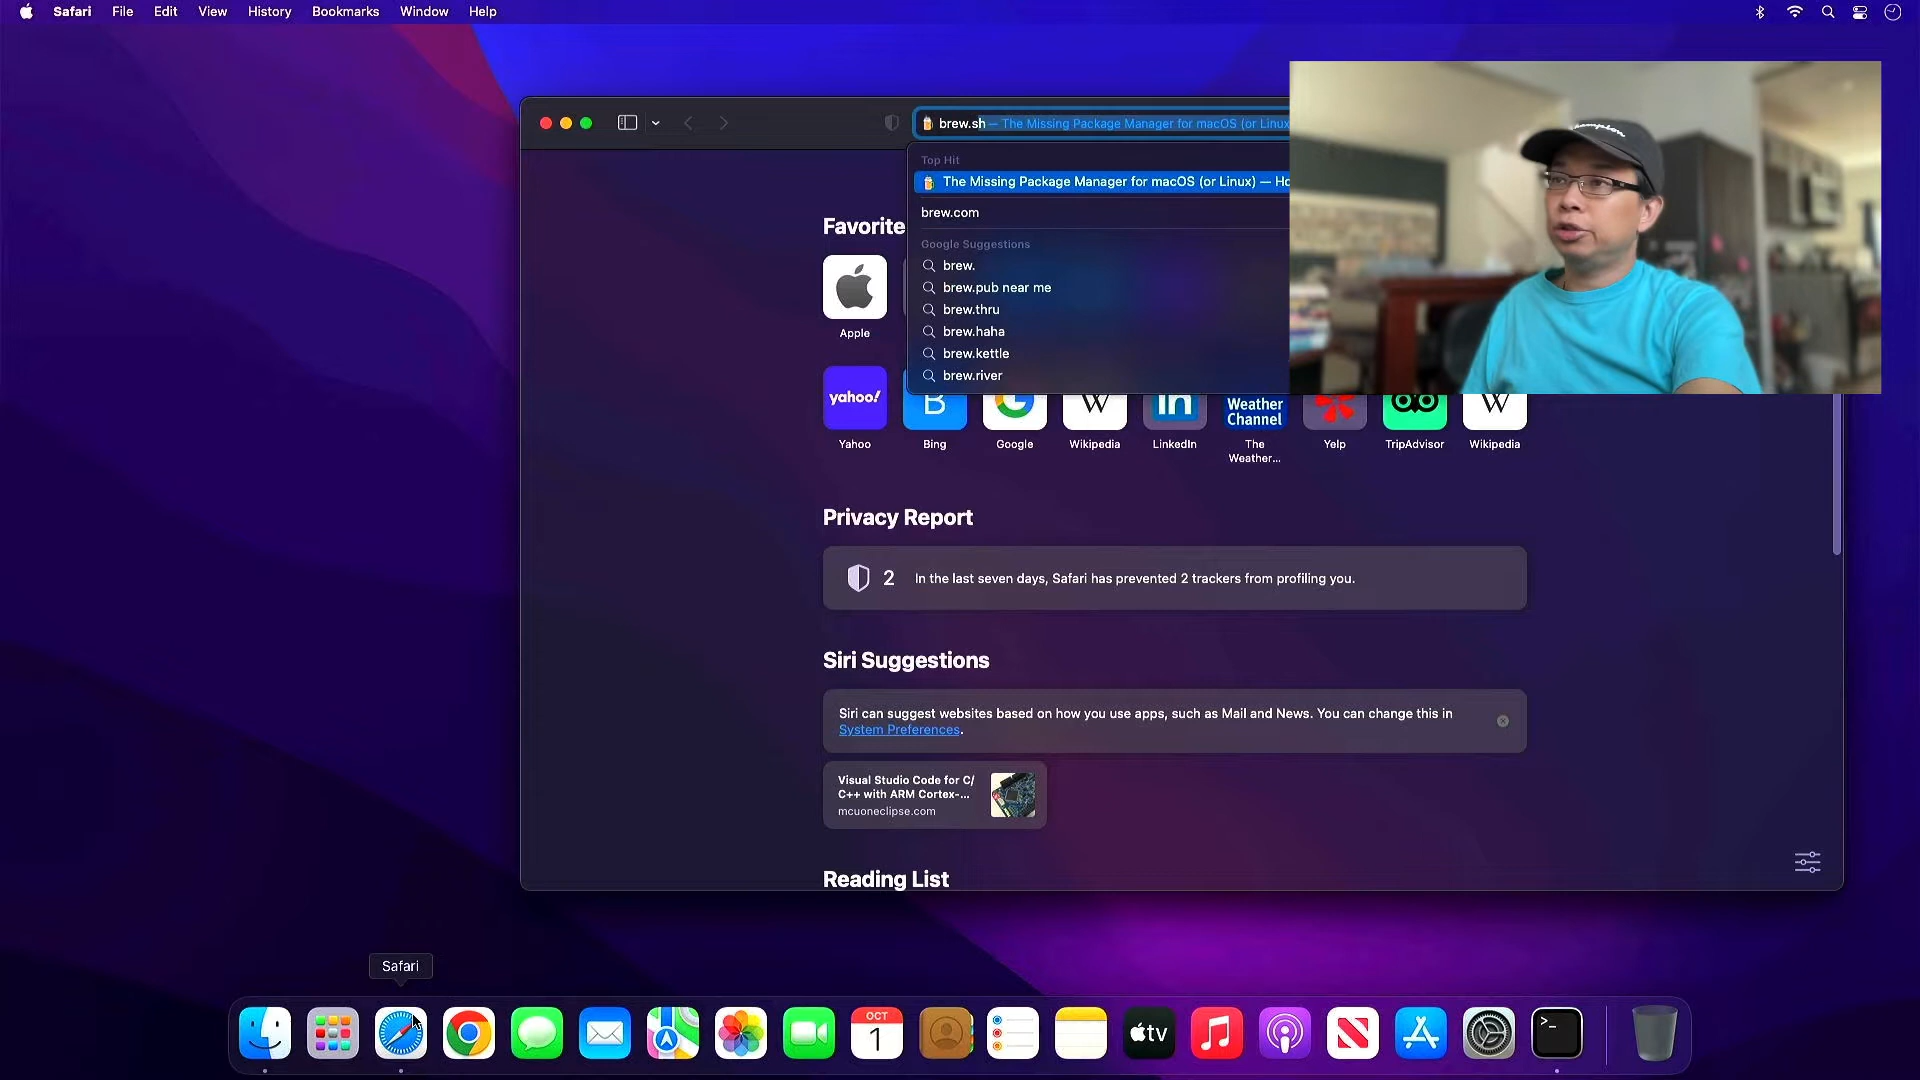 Safari File Edit View History Bookmarks Window Help
brew.sh — The Missing Package Manager for macOS (or Linux
Top Hit
The Missing Package Manager for macOS (or Linux) — Ho
brew.com
Google Suggestions
brew.
brew.pub near me
brew.thru
brew.haha
brew.kettle
brew.river
Favorite
Apple
yahoo!
B
G
W
in
Weather
Channel
W
Yahoo
Bing
Google
Wikipedia
LinkedIn
The
Weather...
Yelp
TripAdvisor
Wikipedia
Privacy Report
2 In the last seven days, Safari has prevented 2 trackers from profiling you.
Siri Suggestions
Siri can suggest websites based on how you use apps, such as Mail and News. You can change this in
System Preferences.
Visual Studio Code for C/
C++ with ARM Cortex-...
mcuoneclipse.com
Reading List
Safari
OCT
1
tv
>_
Champion